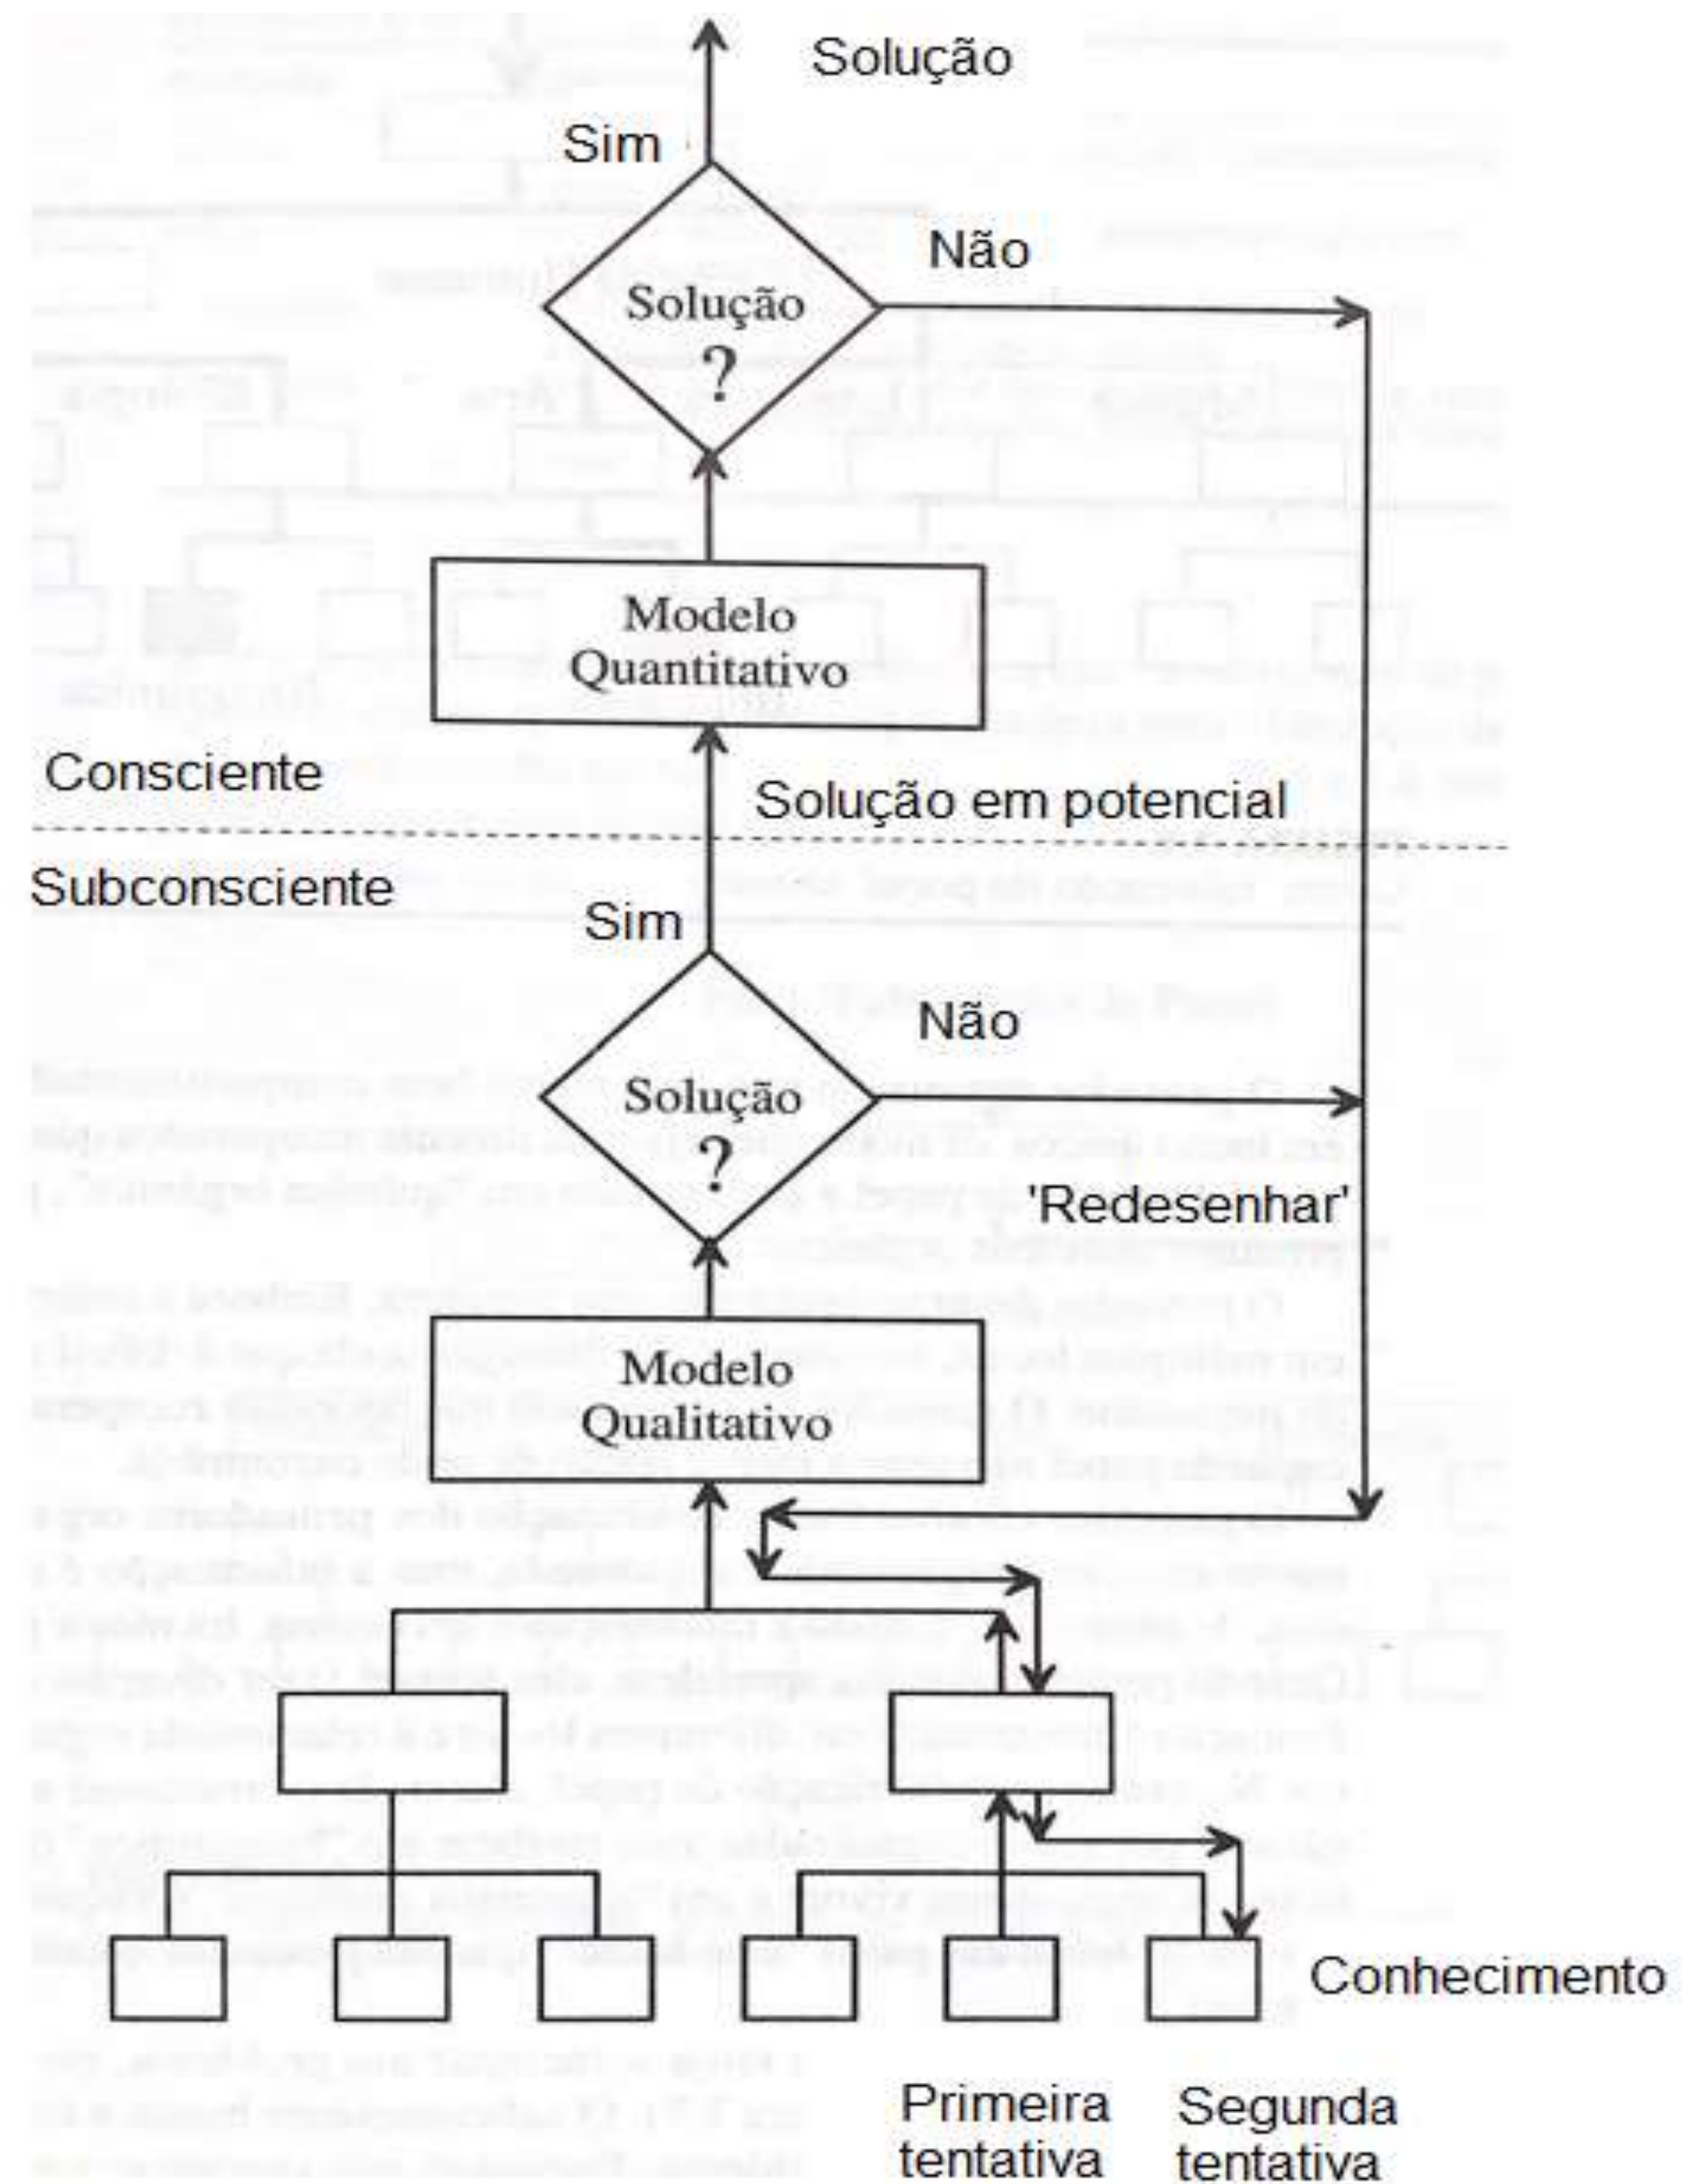 Solução
Sim
Não
Solução
?
Modelo
Quantitativo
Consciente
Solução em potencial
Subconsciente
Sim
Não
Solução
?
'Redesenhar'
Modelo
Qualitativo
Conhecimento
Primeira
tentativa
Segunda
tentativa